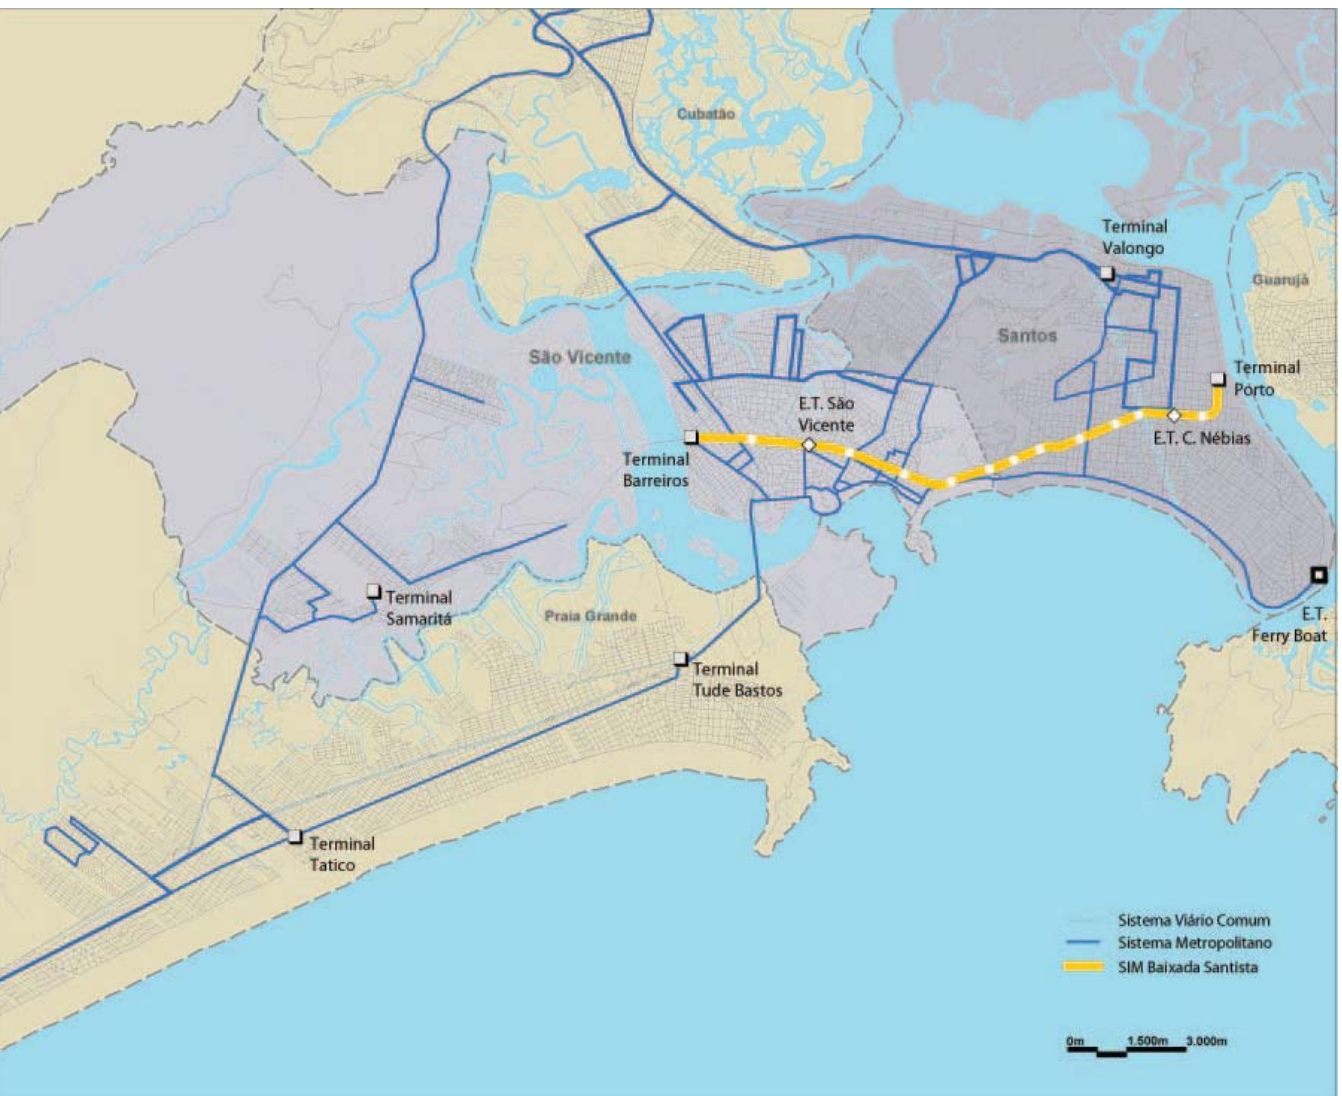 Cubatão
Terminal
Valongo
Guarujá
Santos
São Vicente
Terminal
Pórto
E.T. São
Vicente
E.T. C. Nébias
Terminal
Barreiros
Terminal
Samaritá
Praia Grande
E.T.
Ferry Boat
Terminal
Tude Bastos
Terminal
Tatico
Sistema Viário Comum
Sistema Metropolitano
SIM Baixada Santista
0m 1.500m 3.000m